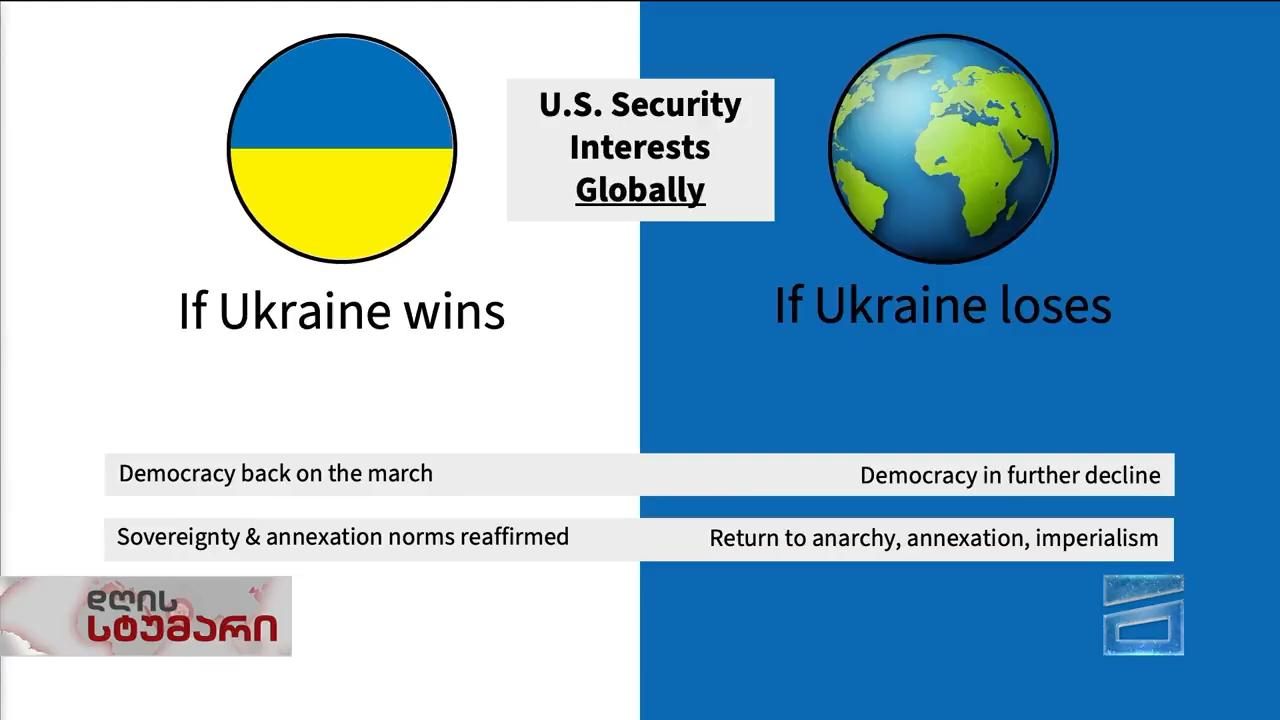 U.S. Security
Interests
Globally
If Ukraine wins
If Ukraine loses
Democracy back on the march
Democracy in further decline
Sovereignty & annexation norms reaffirmed
Return to anarchy, annexation, imperialism
დღის
სტუმარი